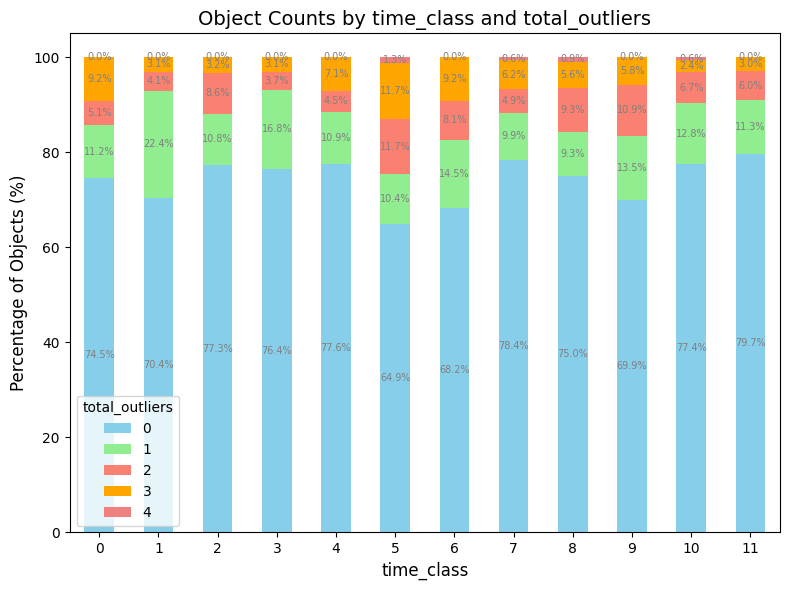 Object Counts by time_class and total_outliers
Percentage of Objects (%)
100
80
60
40
20
0
0.0% 0.0% 3.2% 0.0% 0.0% 1.3% 0.0% 0.6% 0.9% 0.0% 0.6% 0.0%
9.2% 3.1% 8.6% 3.1% 7.1% 11.7% 9.2% 6.2% 5.6% 5.8% 2.4% 3.0%
5.1% 4.1% 10.8% 3.7% 4.5% 11.7% 8.1% 4.9% 9.3% 10.9% 6.7% 6.0%
11.2% 22.4% 77.3% 16.8% 10.9% 10.4% 14.5% 9.9% 9.3% 13.5% 12.8% 11.3%
74.5% 70.4% 76.4% 77.6% 64.9% 68.2% 78.4% 75.0% 69.9% 77.4% 79.7%
total_outliers
0
1
2
3
4
0 1 2 3 4 5 6 7 8 9 10 11
time_class